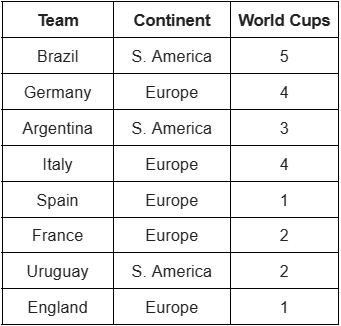 Team Continent World Cups
Brazil S. America 5
Germany Europe 4
Argentina S. America 3
Italy Europe 4
Spain Europe 1
France Europe 2
Uruguay S. America 2
England Europe 1